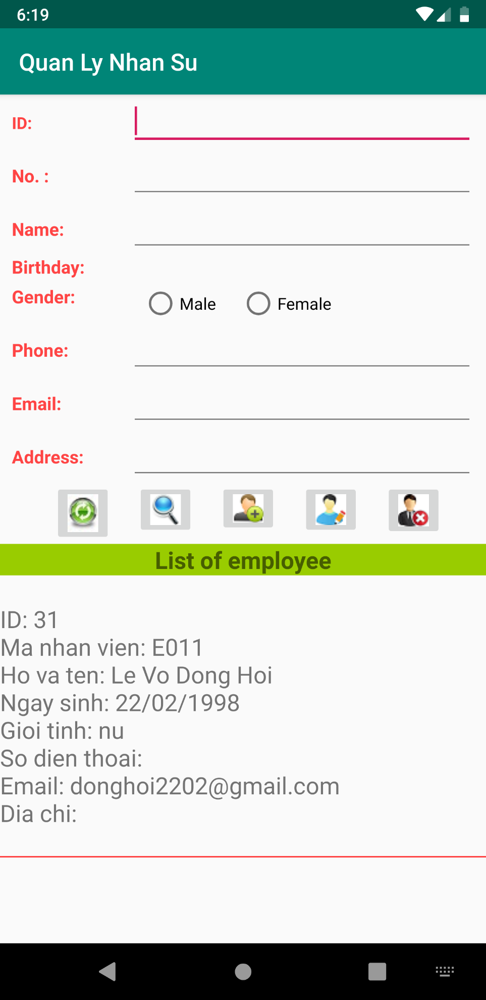 6:19
Quan Ly Nhan Su
ID:
No. :
Name:
Birthday:
Gender: Male Female
Phone:
Email:
Address:
List of employee
ID: 31
Ma nhan vien: E011
Ho va ten: Le Vo Dong Hoi
Ngay sinh: 22/02/1998
Gioi tinh: nu
So dien thoai:
Email: donghoi2202@gmail.com
Dia chi: